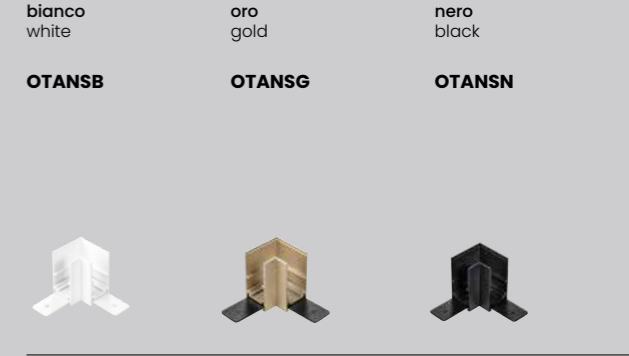 bianco
white
OTANSB
oro
gold
OTANSG
nero
black
OTANSN